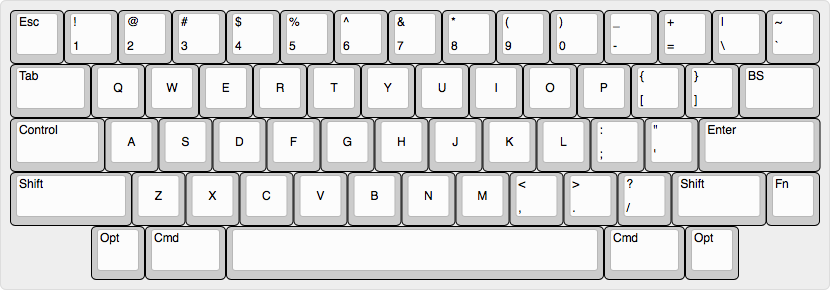 Esc ! @ # $ % ^ & * ( ) _ + | ~
1 2 3 4 5 6 7 8 9 0 - = \ `
Tab Q W E R T Y U I O P { } BS
[ ]
Control A S D F G H J K L : " Enter
; '
Shift Z X C V B N M < > ? Shift Fn
, . /
Opt Cmd Cmd Opt